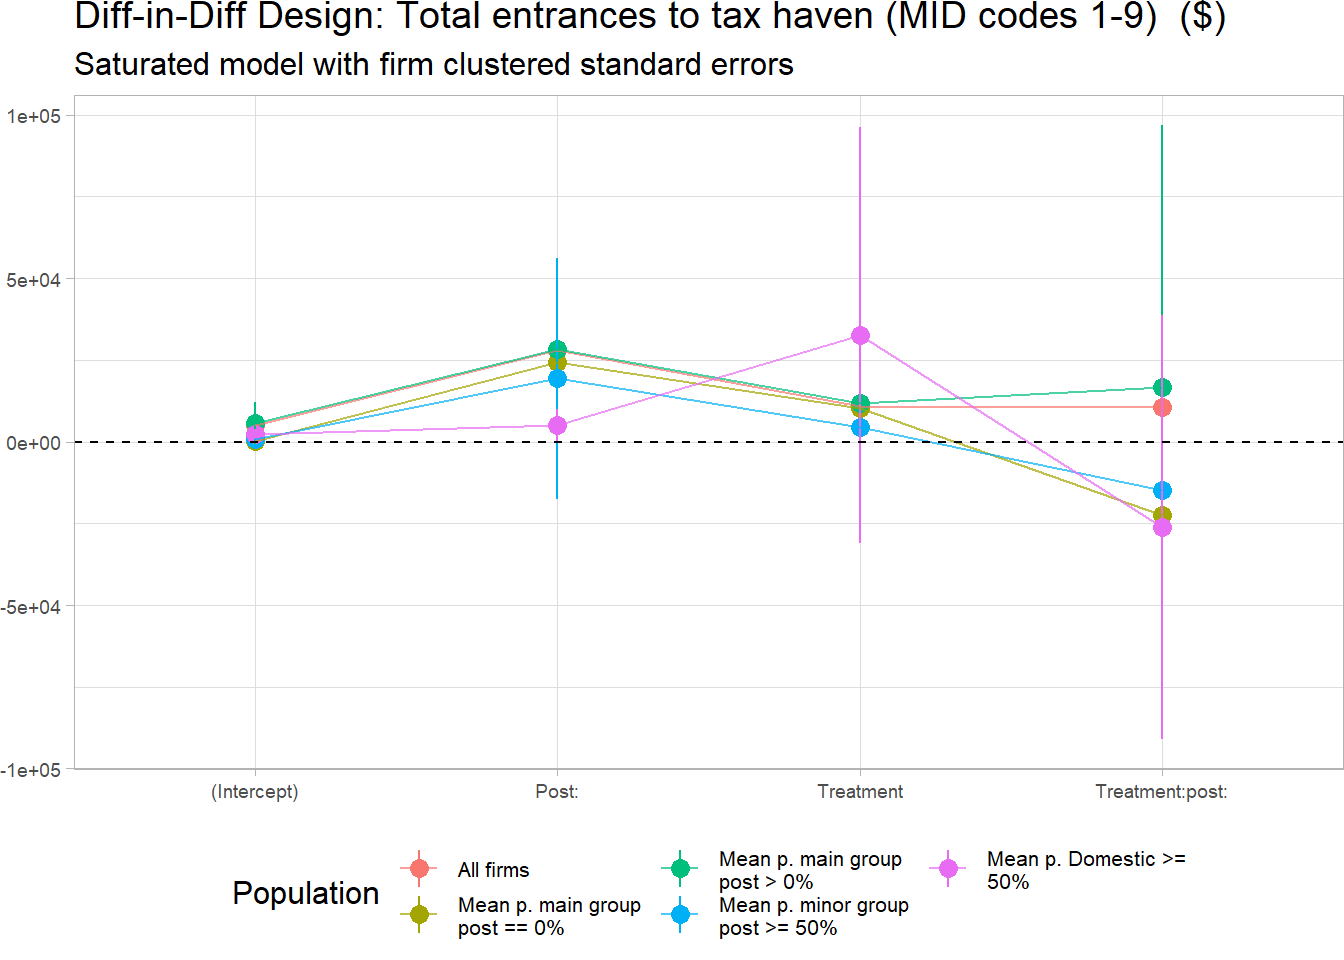 Diff-in-Diff Design: Total entrances to tax haven (MID codes 1-9)  ($)
Saturated model with firm clustered standard errors
1e+05
5e+04
0e+00
-5e+04
-1e+05
(Intercept)
Post:
Treatment
Treatment:post:
Population
All firms
Mean p. main group
post == 0%
Mean p. main group
post > 0%
Mean p. minor group
post >= 50%
Mean p. Domestic >=
50%